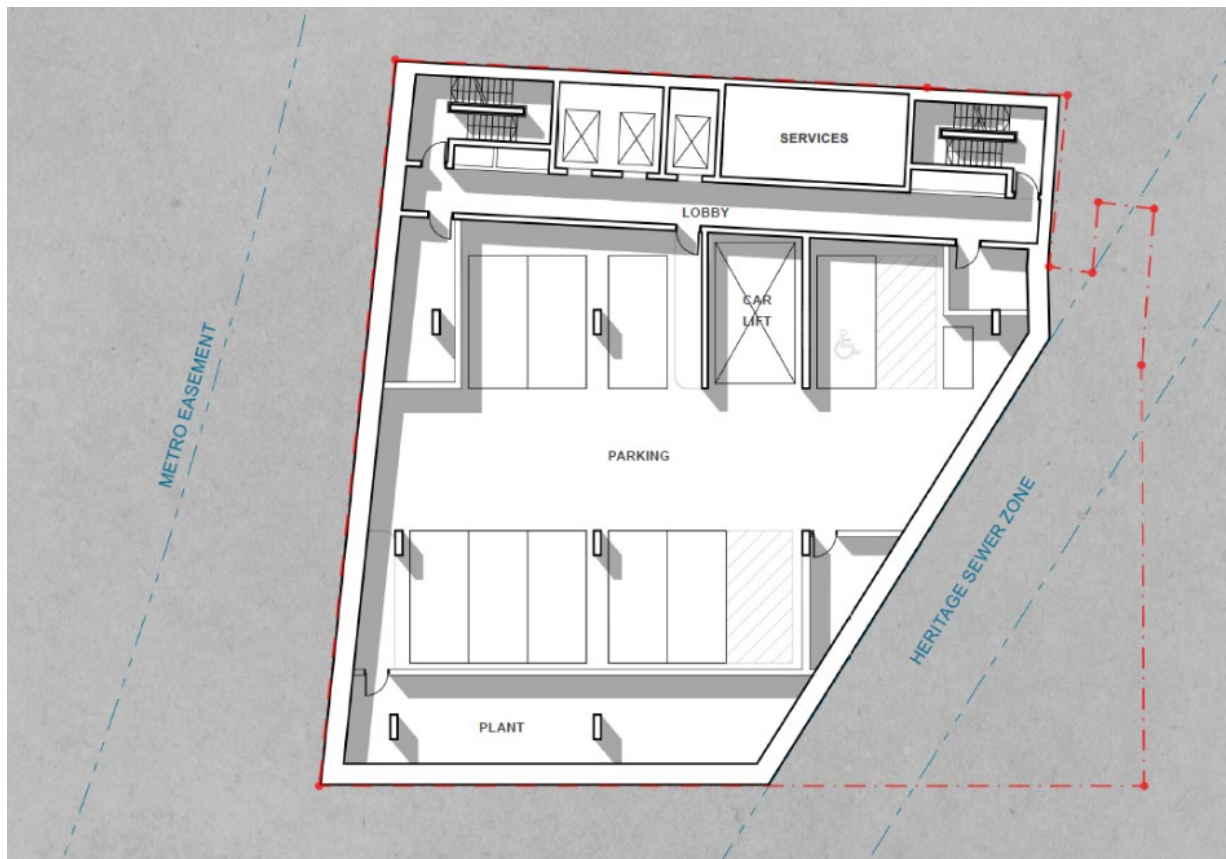 SERVICES
LOBBY
CAR
LIFT
METRO EASEMENT
PARKING
HERITAGE SEWER ZONE
PLANT